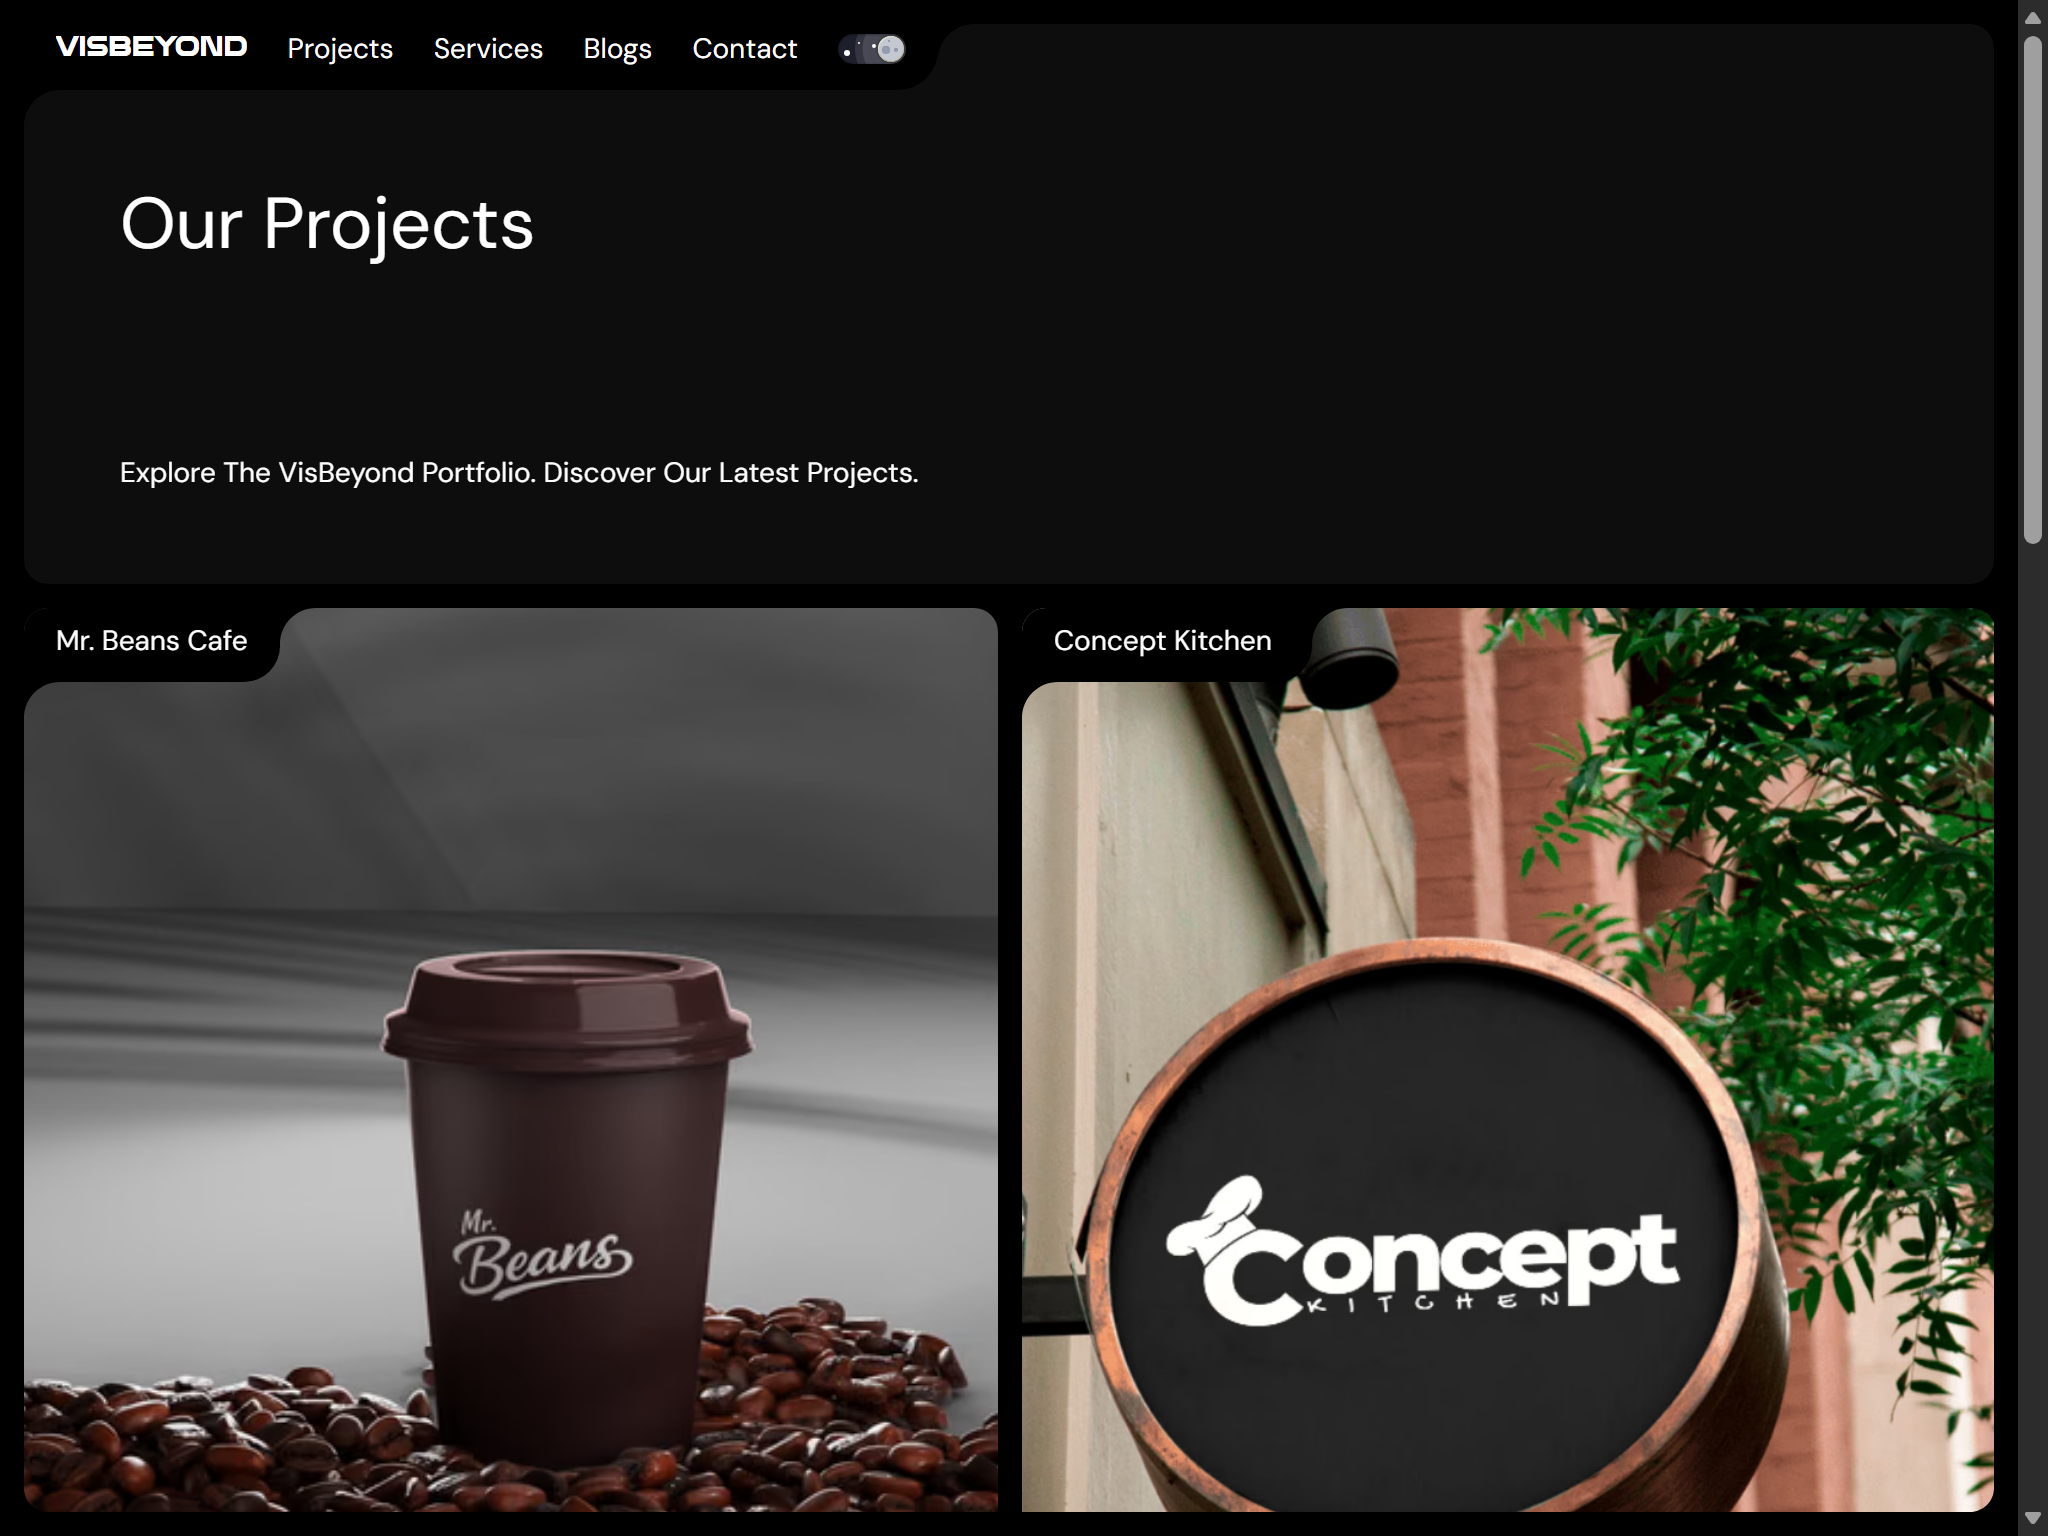 VISBEYOND Projects Services Blogs Contact
Our Projects
Explore The VisBeyond Portfolio. Discover Our Latest Projects.
Mr. Beans Cafe
Concept Kitchen
Mr.
Beans
Concept
KITCHEN